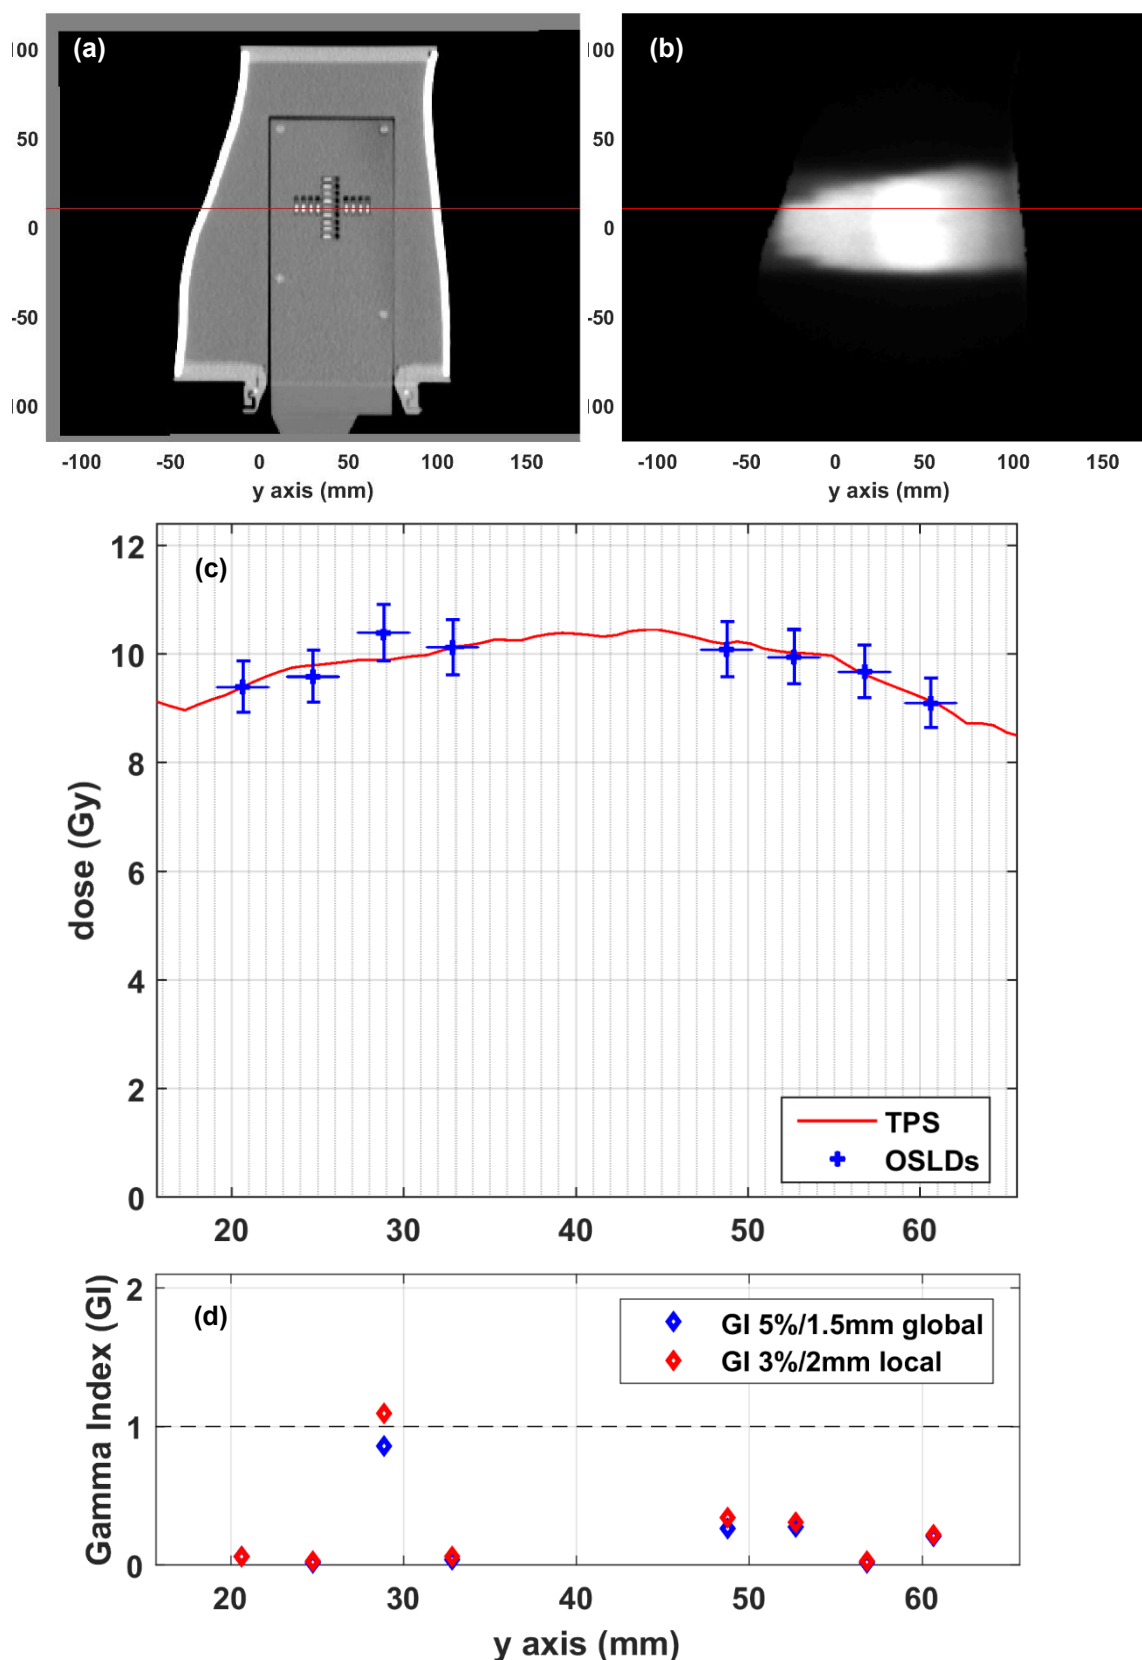 (a)
(b)
100
50
0
-50
100
100
50
0
-50
100
-100 -50 0 50 100 150
-100 -50 0 50 100 150
y axis (mm)
y axis (mm)
(c)
12
10
8
6
4
2
0
dose (Gy)
TPS
OSLDs
20 30 40 50 60
(d)
2
1
0
Gamma Index (GI)
GI 5%/1.5mm global
GI 3%/2mm local
20 30 40 50 60
y axis (mm)